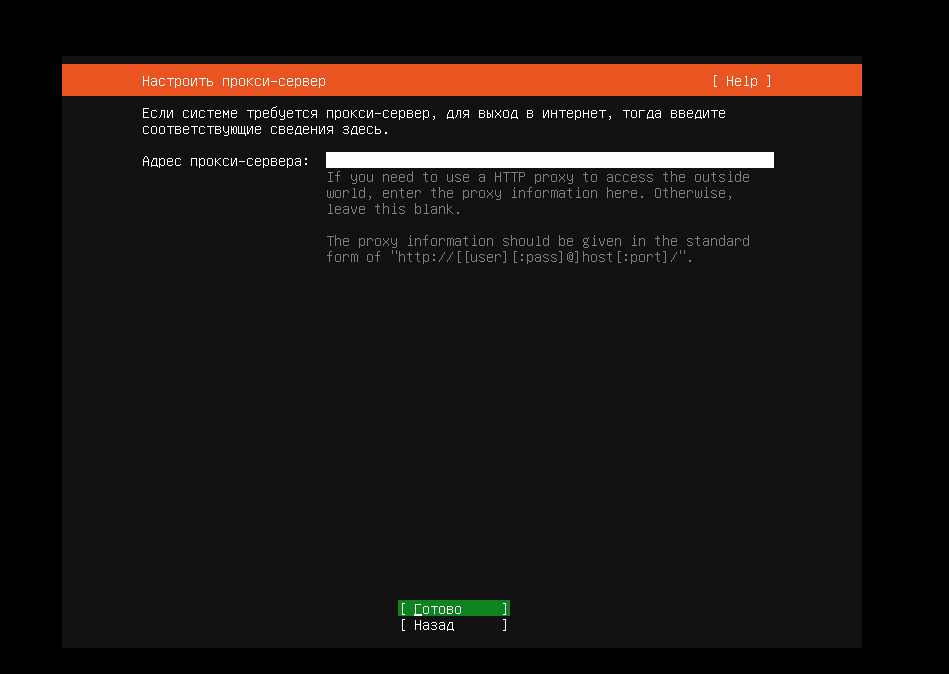 Настроить прокси-сервер [ Help ]
Если системе требуется прокси-сервер, для выход в интернет, тогда введите
соответствующие сведения здесь.
Адрес прокси-сервера:
If you need to use a HTTP proxy to access the outside
world, enter the proxy information here. Otherwise,
leave this blank.
The proxy information should be given in the standard
form of "http://[[user][:pass]@]host[:port]/".
[ Готово ]
[ Назад ]